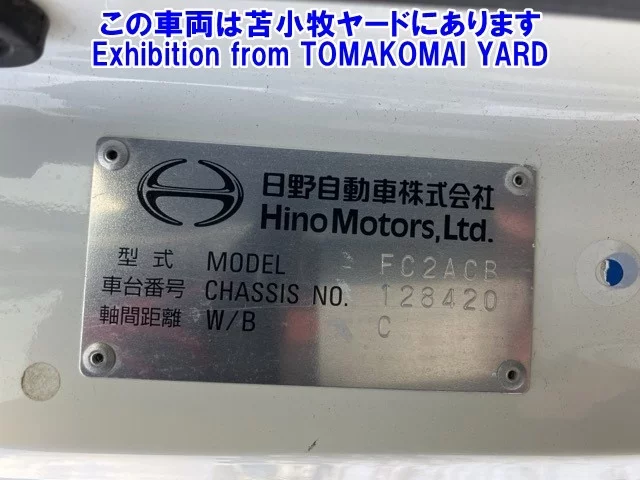 この車両は苫小牧ヤードにあります
Exhibition from TOMAKOMAI YARD
日野自動車株式会社
Hino Motors, Ltd.
型式 MODEL FC2ACB
車台番号 CHASSIS NO. 128420
軸間距離 W/B C